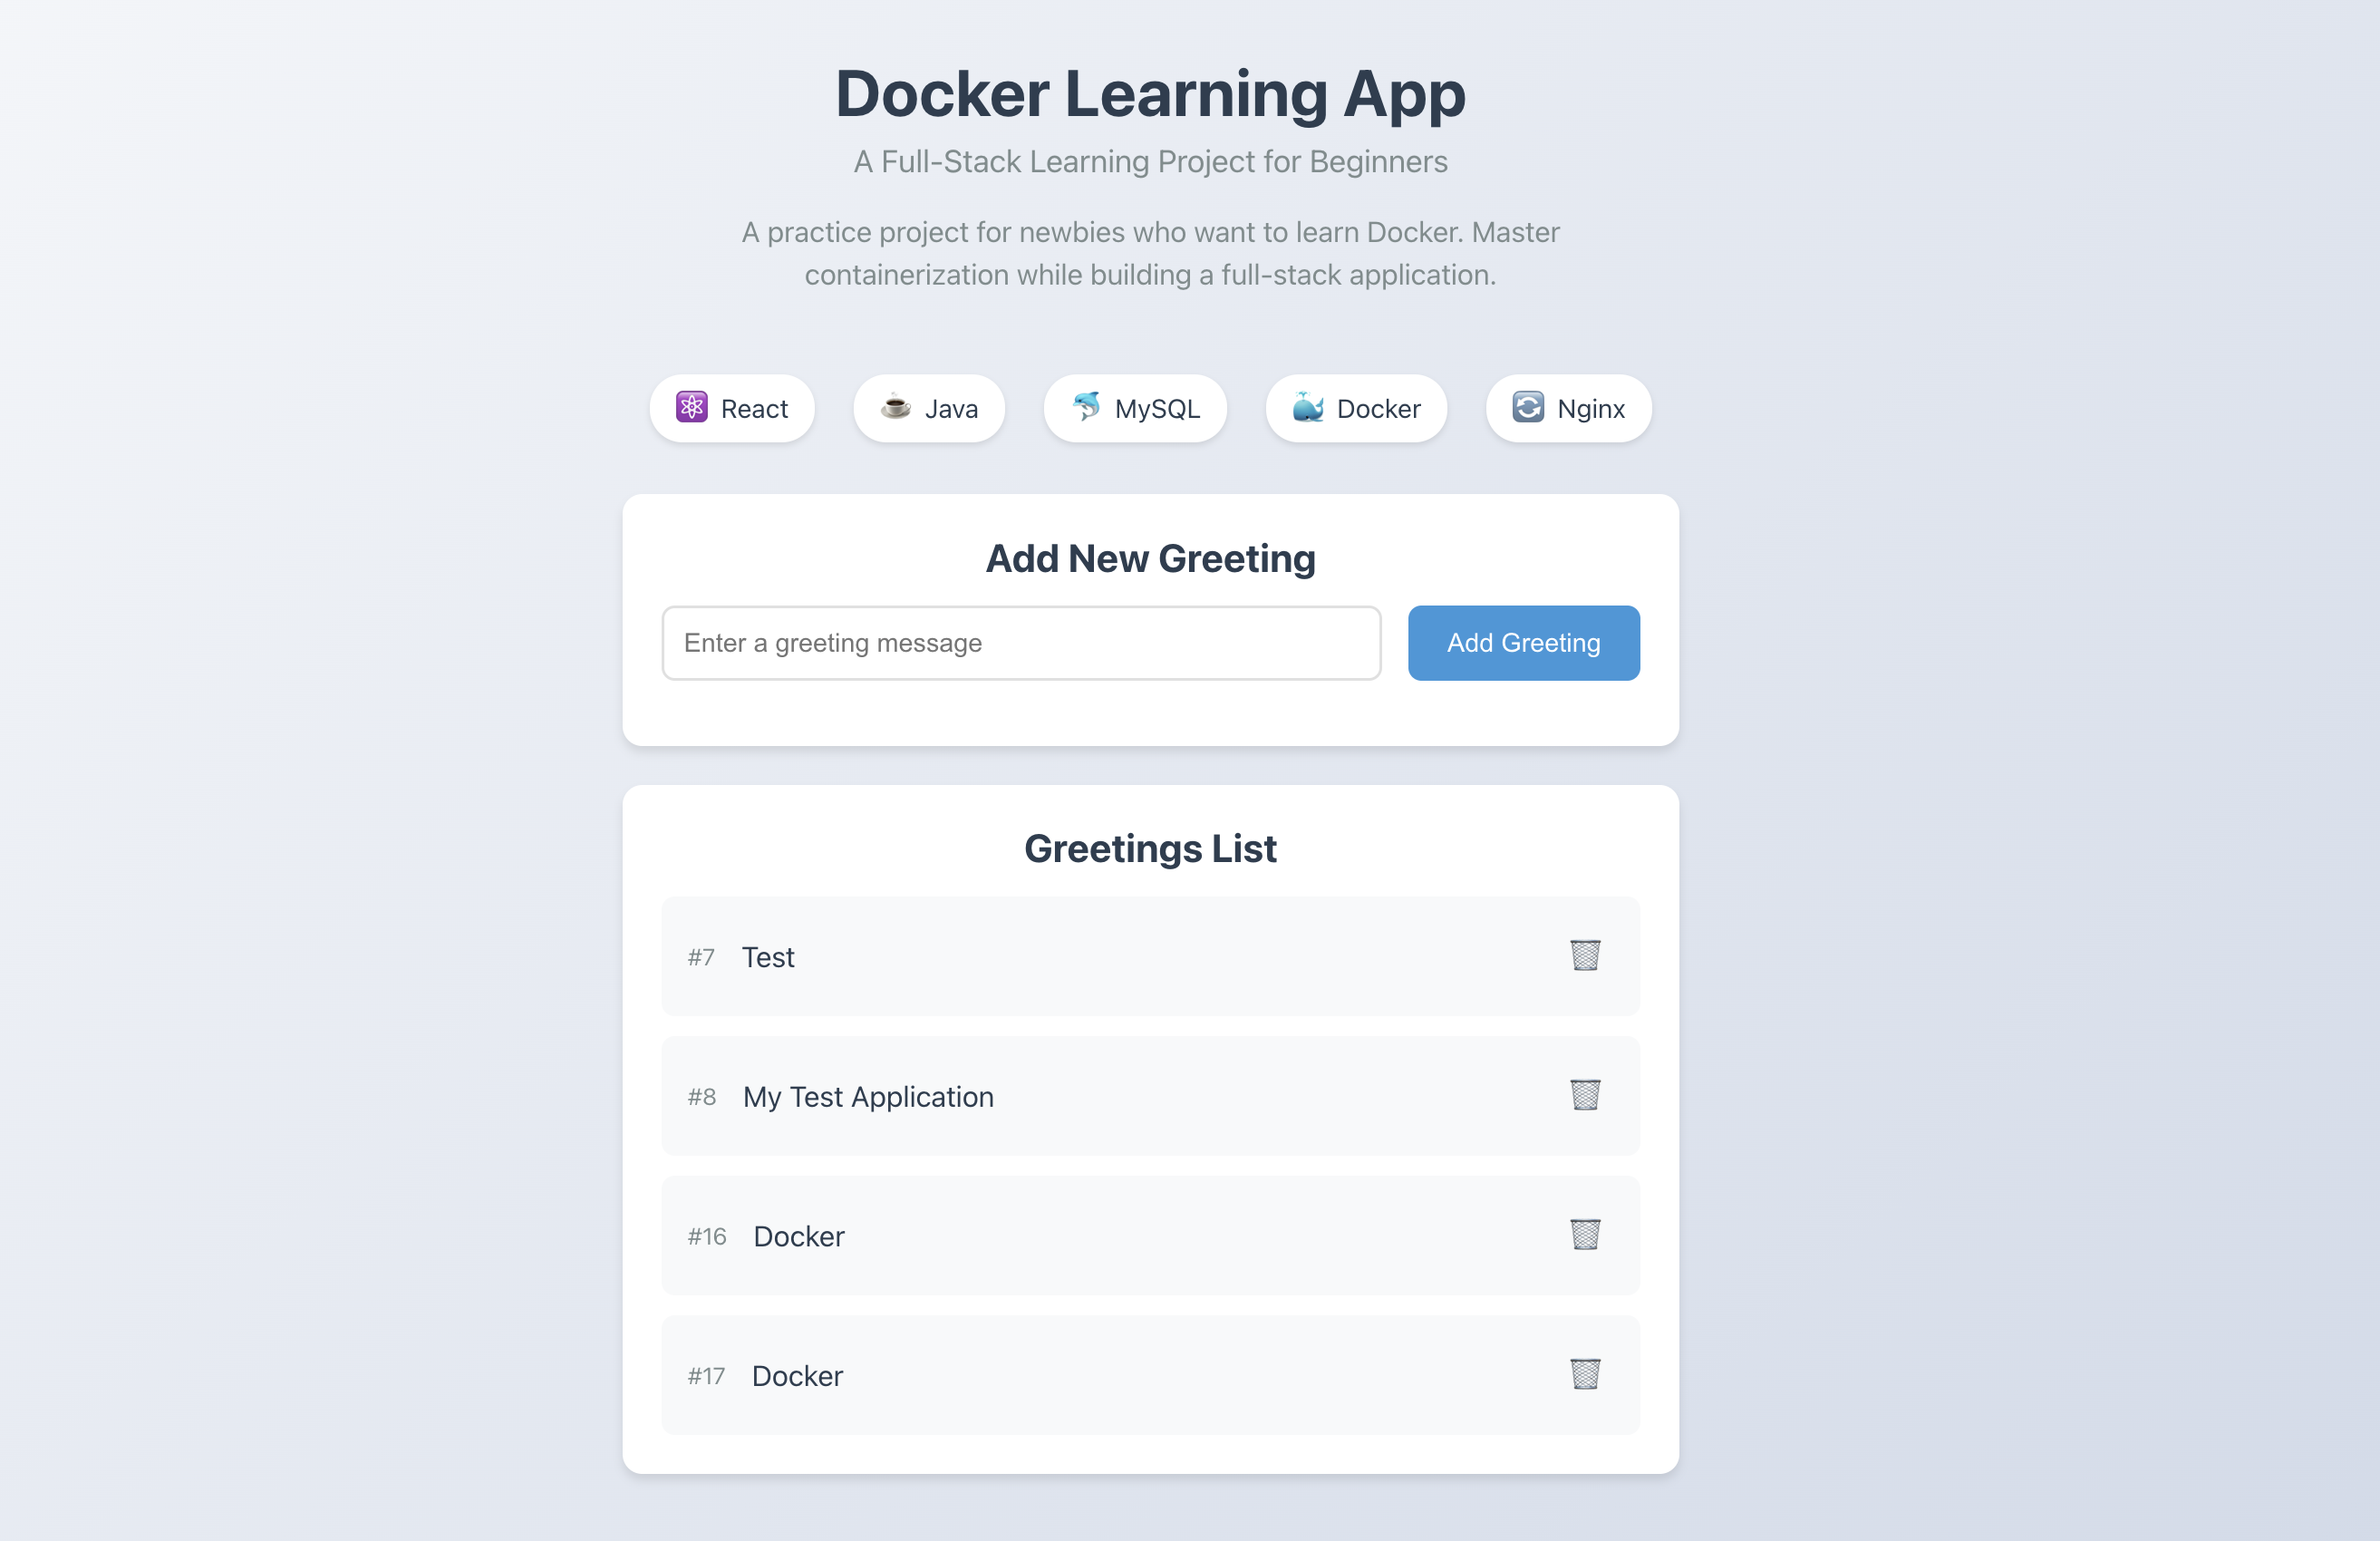 Docker Learning App
A Full-Stack Learning Project for Beginners
A practice project for newbies who want to learn Docker. Master
containerization while building a full-stack application.
React Java MySQL Docker Nginx
Add New Greeting
Enter a greeting message Add Greeting
Greetings List
#7 Test
#8 My Test Application
#16 Docker
#17 Docker